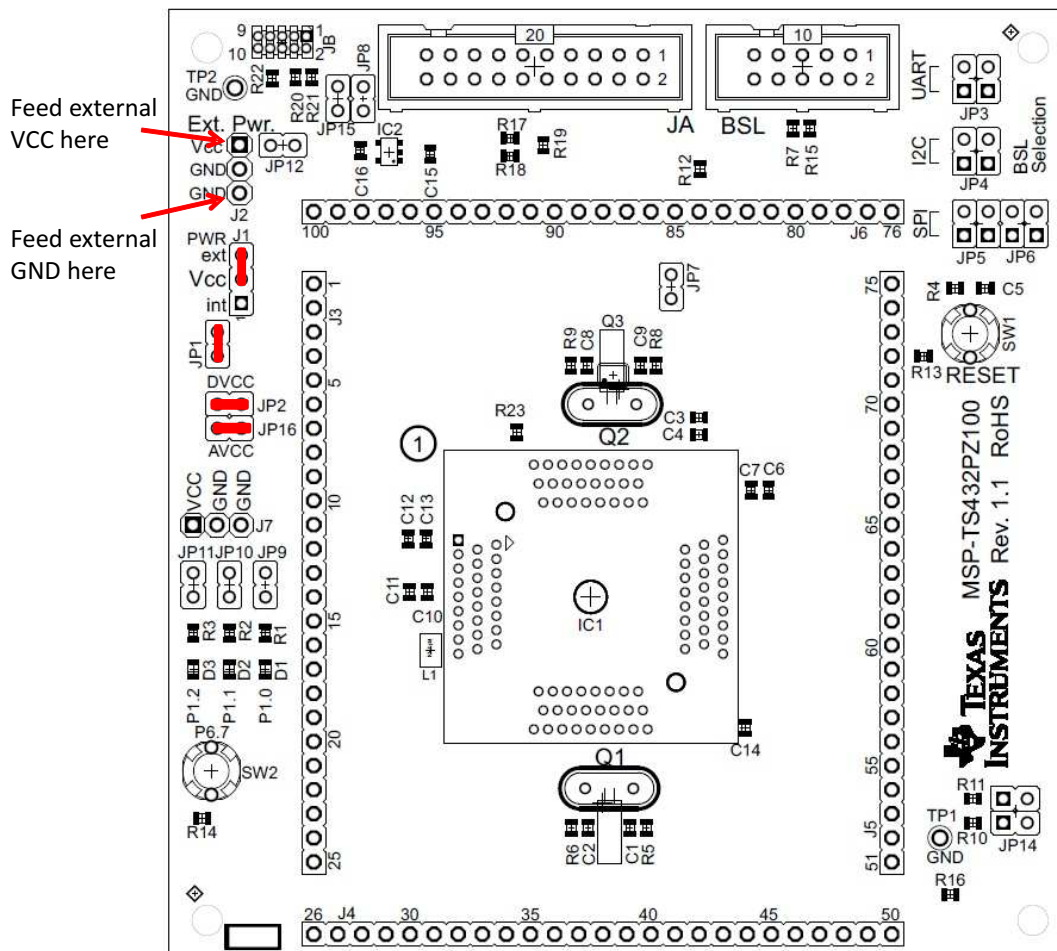 9
1
10
2
JB
JP8
20
1
2
10
1
2
UART
TP2
GND
R22
R20
R21
JP15
JP3
Feed external
VCC here
Ext. Pwr.
Vcc
JP12
IC2
R17
R18
R19
JA
BSL
R7
R15
I2C
BSL
Selection
JP4
GND
C16
C15
R12
GND
J2
100
95
90
85
80
J6
76
SPI
JP5
JP6
Feed external
GND here
PWR
J1
ext
Vcc
int
1
JP7
1
J3
75
R4
C5
SW1
JP1
R9
C8
Q3
C9
R8
R13
RESET
5
DVCC
JP2
JP16
AVCC
R23
Q2
C3
C4
70
1
VCC
GND
GND
J7
10
C12
C13
C7
C6
65
JP11
JP10
JP9
C11
C10
IC1
15
R3
R2
R1
L1
60
D3
D2
D1
P1.2
P1.1
P1.0
MSP-TS432PZ100
Rev. 1.1 RoHS
TEXAS
INSTRUMENTS
P6.7
SW2
20
C14
Q1
55
R14
R6
C2
C1
R5
R11
R10
JP14
TP1
GND
25
J5
51
R16
26
J4
30
35
40
45
50